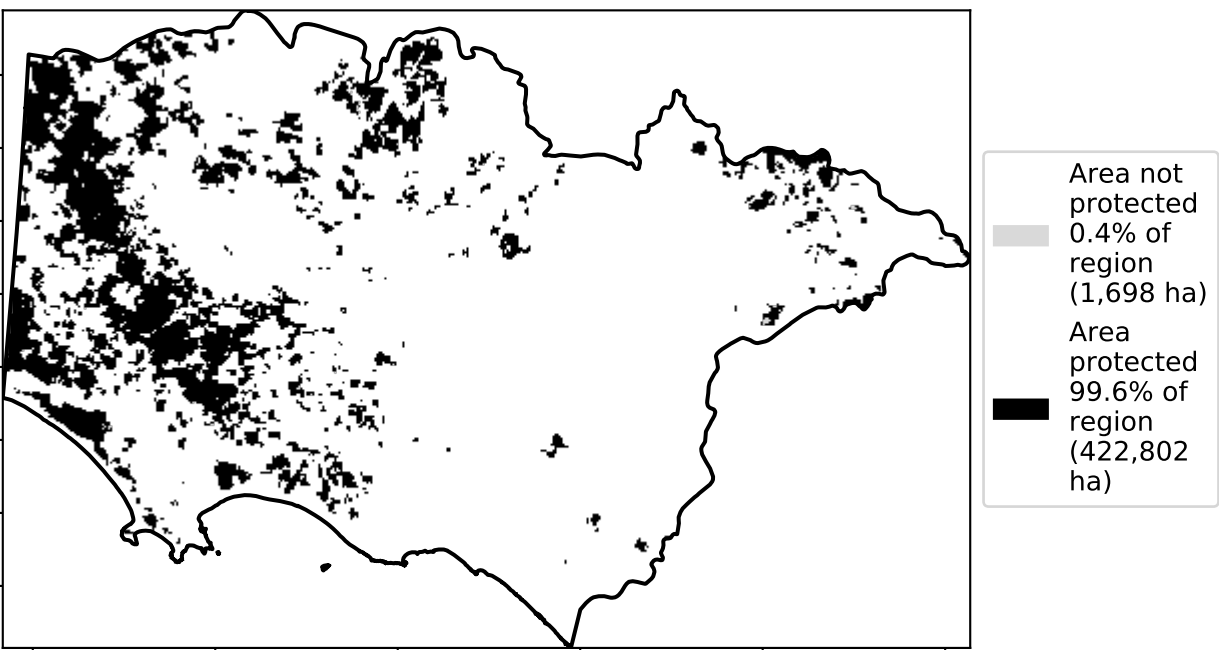 Area not
protected
0.4% of
region
(1,698 ha)
Area
protected
99.6% of
region
(422,802
ha)